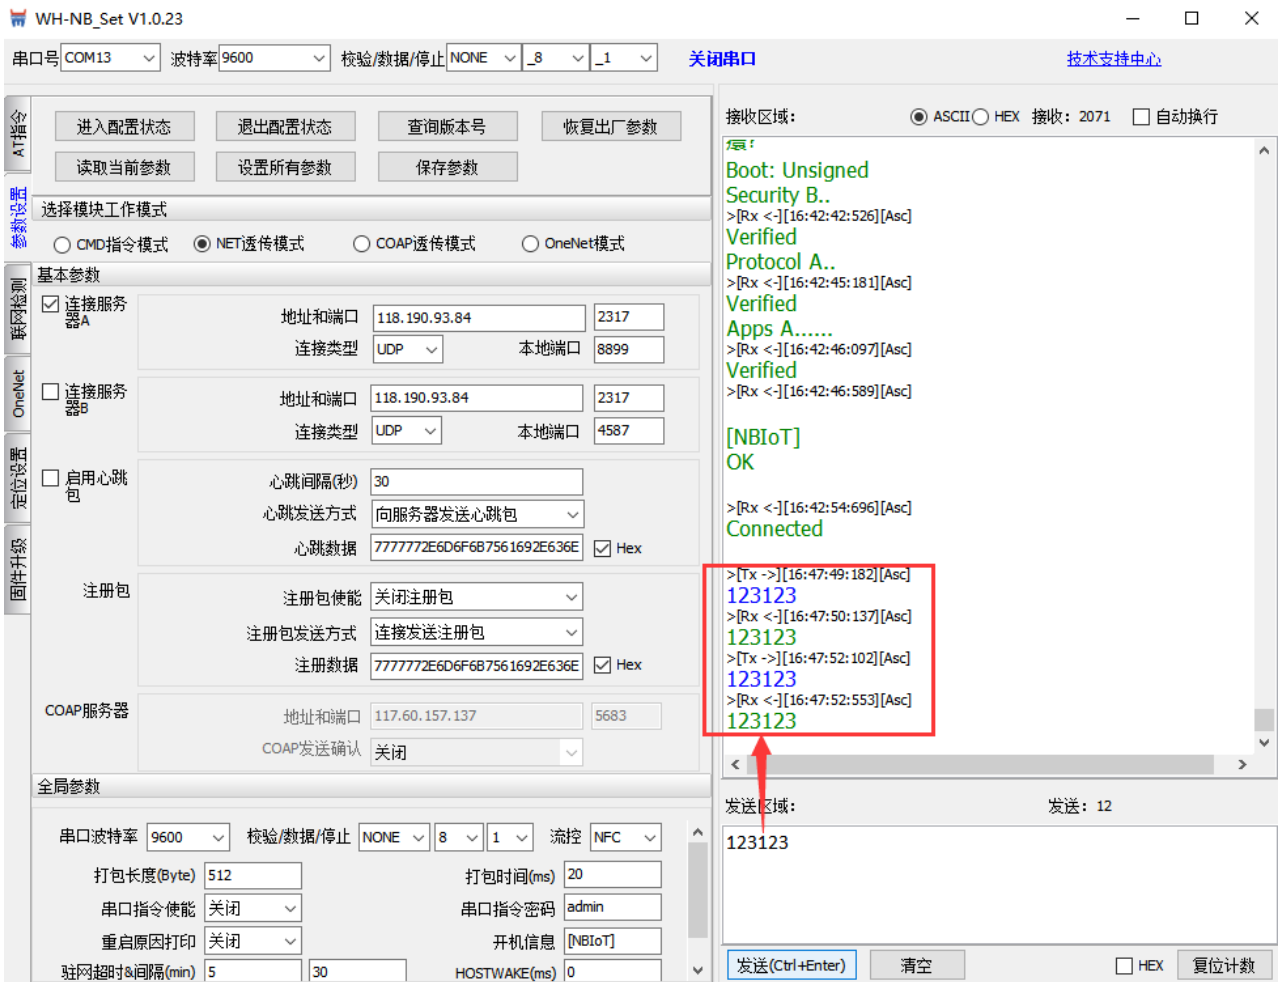 WH-NB_Set V1.0.23
串口号 COM13 波特率 9600 校验/数据/停止 NONE _8 _1 关闭串口 技术支持中心
AT指令
参数设置
联网检测
OneNet
定位设置
固件升级
进入配置状态 退出配置状态 查询版本号 恢复出厂参数
读取当前参数 设置所有参数 保存参数
选择模块工作模式
CMD指令模式 NET透传模式 COAP透传模式 OneNet模式
基本参数
连接服务器A
地址和端口 118.190.93.84 2317
连接类型 UDP 本地端口 8899
连接服务器B
地址和端口 118.190.93.84 2317
连接类型 UDP 本地端口 4587
启用心跳包
心跳间隔(秒) 30
心跳发送方式 向服务器发送心跳包
心跳数据 7777772E6D6F6B7561692E636E Hex
注册包
注册包使能 关闭注册包
注册包发送方式 连接发送注册包
注册数据 7777772E6D6F6B7561692E636E Hex
COAP服务器
地址和端口 117.60.157.137 5683
COAP发送确认 关闭
全局参数
串口波特率 9600 校验/数据/停止 NONE 8 1 流控 NFC
打包长度(Byte) 512 打包时间(ms) 20
串口指令使能 关闭 串口指令密码 admin
重启原因打印 关闭 开机信息 [NBIoT]
驻网超时&间隔(min) 5 30 HOSTWAKE(ms) 0
接收区域： ASCII HEX 接收：2071 自动换行
Boot: Unsigned
Security B..
>[Rx <-][16:42:42:526][Asc]
Verified
Protocol A..
>[Rx <-][16:42:45:181][Asc]
Verified
Apps A......
>[Rx <-][16:42:46:097][Asc]
Verified
>[Rx <-][16:42:46:589][Asc]
[NBIoT]
OK
>[Rx <-][16:42:54:696][Asc]
Connected
>[Tx ->][16:47:49:182][Asc]
123123
>[Rx <-][16:47:50:137][Asc]
123123
>[Tx ->][16:47:52:102][Asc]
123123
>[Rx <-][16:47:52:553][Asc]
123123
发送区域： 发送：12
123123
发送(Ctrl+Enter) 清空 HEX 复位计数